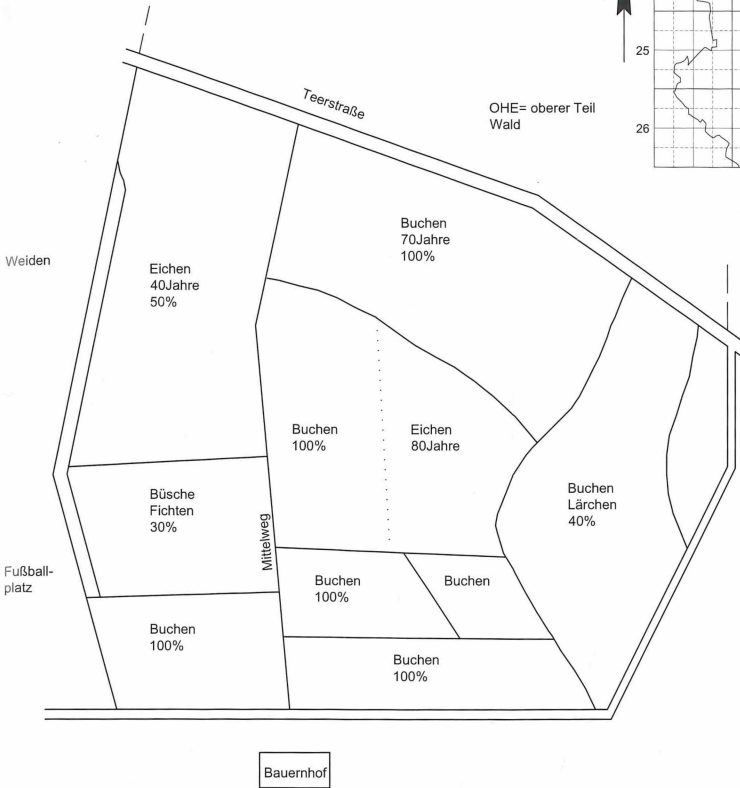 25
Teerstraße
OHE= oberer Teil
Wald
26
Buchen
70Jahre
100%
Weiden
Eichen
40Jahre
50%
Buchen
100%
Eichen
80Jahre
Buchen
Lärchen
40%
Büsche
Fichten
30%
Mittelweg
Fußball-
platz
Buchen
100%
Buchen
Buchen
100%
Buchen
100%
Bauernhof